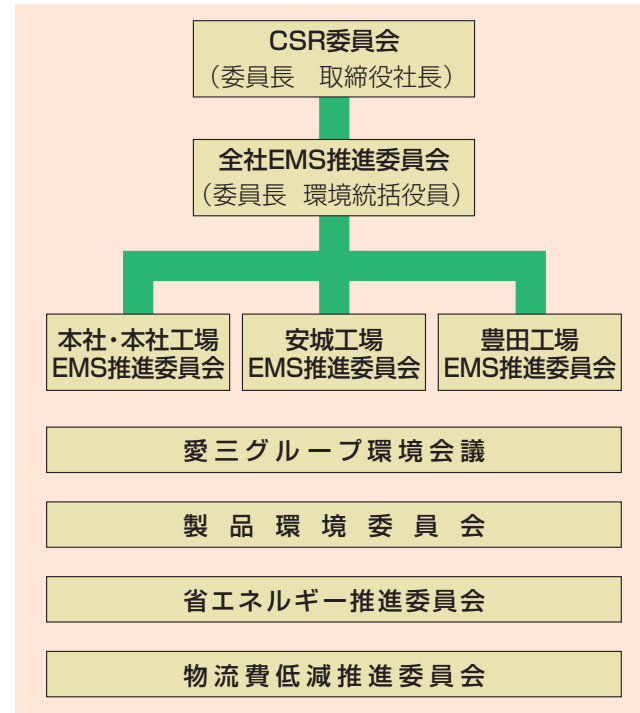 CSR委員会
（委員長　取締役社長）
全社EMS推進委員会
（委員長　環境統括役員）
本社・本社工場
EMS推進委員会
安城工場
EMS推進委員会
豊田工場
EMS推進委員会
愛三グループ環境会議
製品環境委員会
省エネルギー推進委員会
物流費低減推進委員会